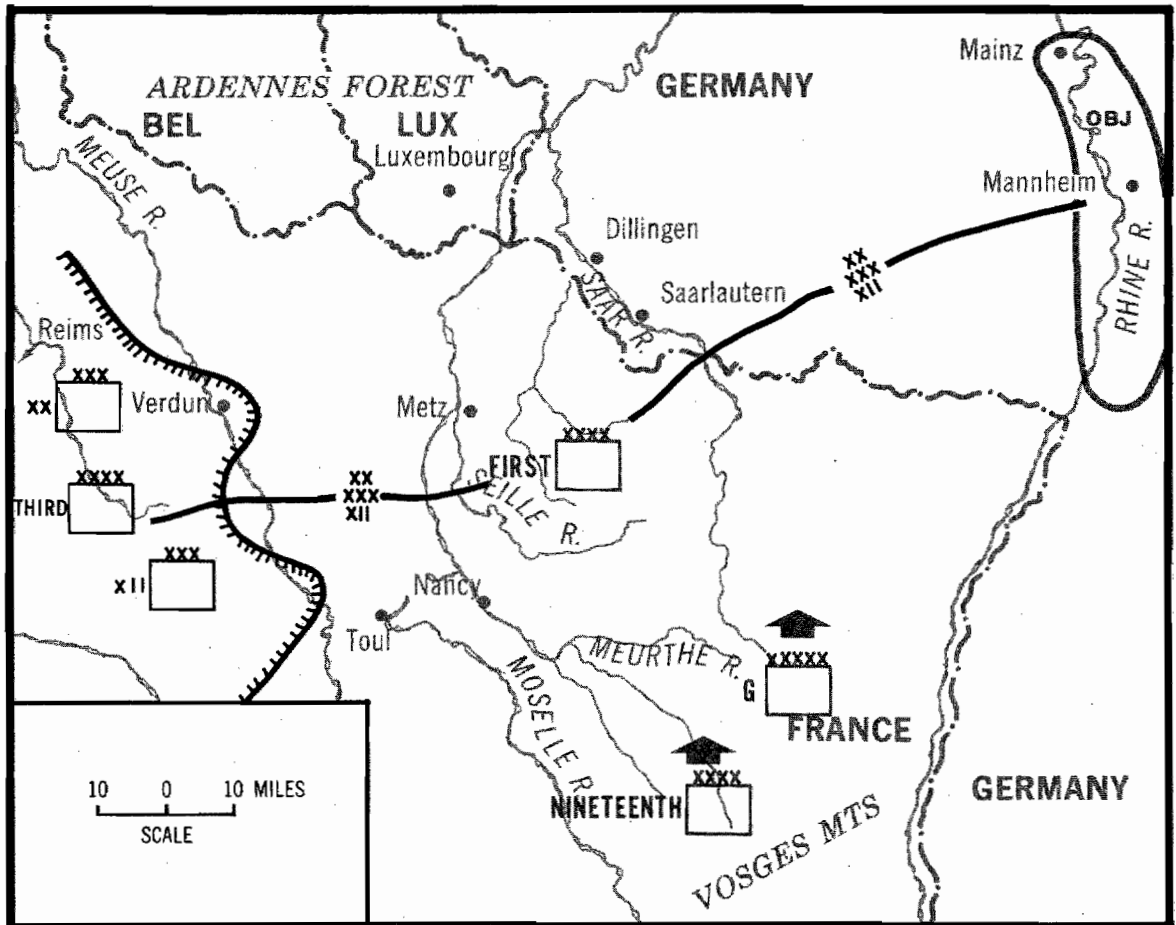 Mainz
ARDENNES FOREST
GERMANY
BEL
LUX
OBJ
Luxembourg
MEUSE R.
Mannheim
Dillingen
RHINE R.
XX
XXX
XII
SAAR R.
Saarlautern
Reims
XXX
XX
Verdun
Metz
XXXX
FIRST
XXXX
THIRD
XX
XXX
XII
SEILLE R.
XXX
XII
Nancy
Toul
MEURTHE R.
XXXXX
G
MOSELLE R.
FRANCE
XXXX
NINETEENTH
GERMANY
VOSGES MTS
10 0 10 MILES
SCALE